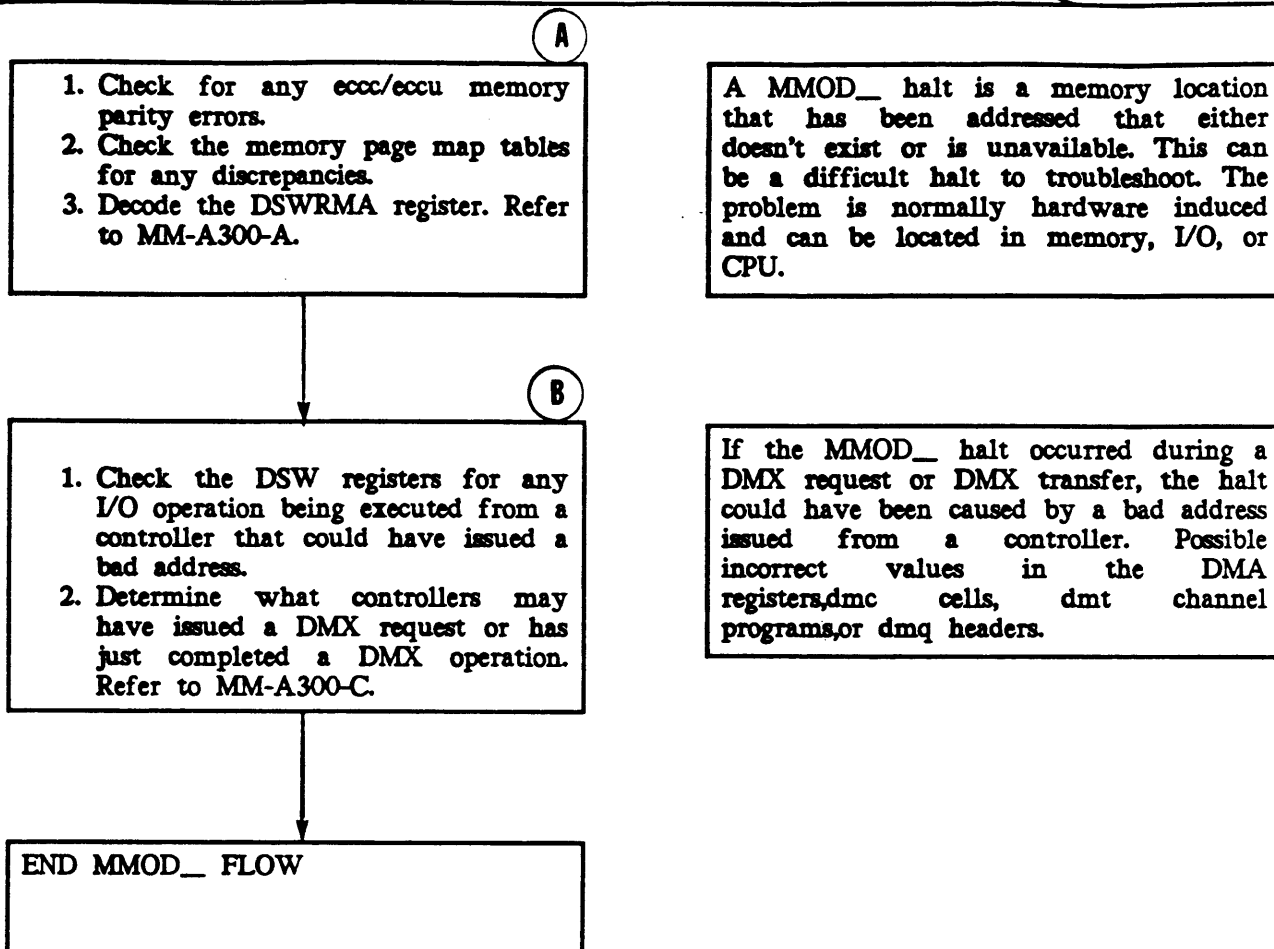 A
1. Check for any eccc/eccu memory
parity errors.
2. Check the memory page map tables
for any discrepancies.
3. Decode the DSWRMA register. Refer
to MM-A300-A.
A MMOD__ halt is a memory location
that has been addressed that either
doesn't exist or is unavailable. This can
be a difficult halt to troubleshoot. The
problem is normally hardware induced
and can be located in memory, I/O, or
CPU.
B
1. Check the DSW registers for any
I/O operation being executed from a
controller that could have issued a
bad address.
2. Determine what controllers may
have issued a DMX request or has
just completed a DMX operation.
Refer to MM-A300-C.
If the MMOD__ halt occurred during a
DMX request or DMX transfer, the halt
could have been caused by a bad address
issued from a controller. Possible
incorrect values in the DMA
registers,dmc cells, dmt channel
programs,or dmq headers.
END MMOD__ FLOW